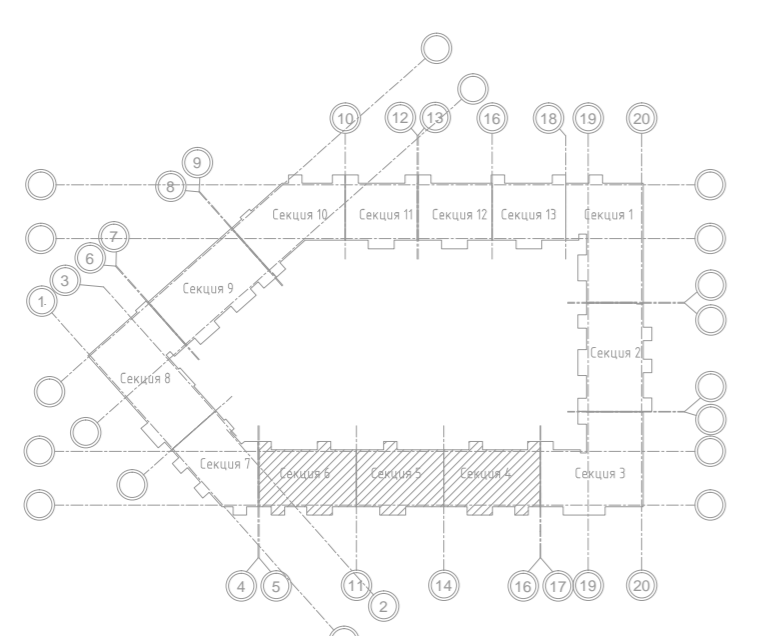 10
12
13
16
18
19
20
9
8
7
6
3
1
Секция 10
Секция 11
Секция 12
Секция 13
Секция 1
Секция 9
Секция 2
Секция 8
Секция 7
Секция 6
Секция 5
Секция 4
Секция 3
4
5
11
2
14
16
17
19
20